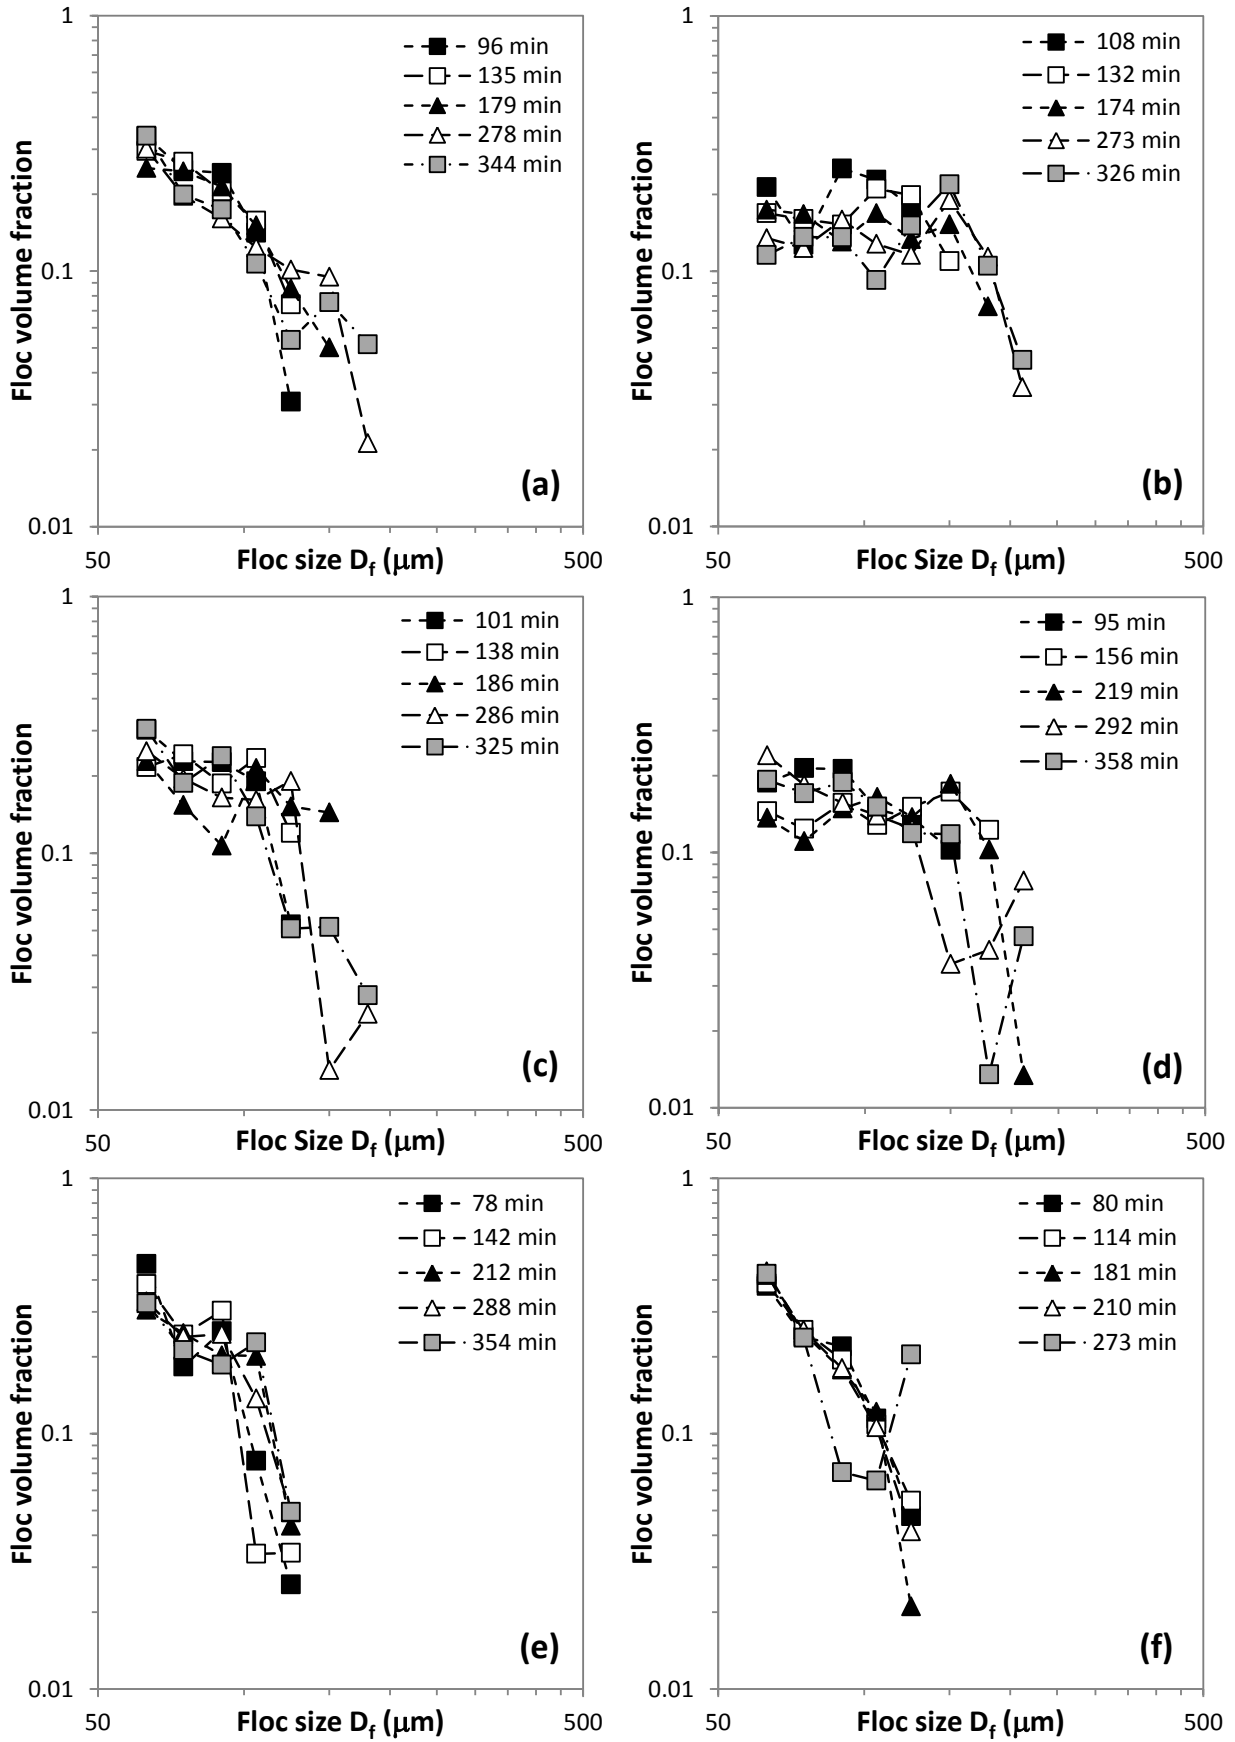 1
0.1
0.01
Floc volume fraction
96 min
135 min
179 min
278 min
344 min
(a)
50
Floc size Df (μm)
500
1
0.1
0.01
Floc volume fraction
108 min
132 min
174 min
273 min
326 min
(b)
50
Floc Size Df (μm)
500
1
0.1
0.01
Floc volume fraction
101 min
138 min
186 min
286 min
325 min
(c)
50
Floc Size Df (μm)
500
1
0.1
0.01
Floc volume fraction
95 min
156 min
219 min
292 min
358 min
(d)
50
Floc size Df (μm)
500
1
0.1
0.01
Floc volume fraction
78 min
142 min
212 min
288 min
354 min
(e)
50
Floc size Df (μm)
500
1
0.1
0.01
Floc volume fraction
80 min
114 min
181 min
210 min
273 min
(f)
50
Floc size Df (μm)
500